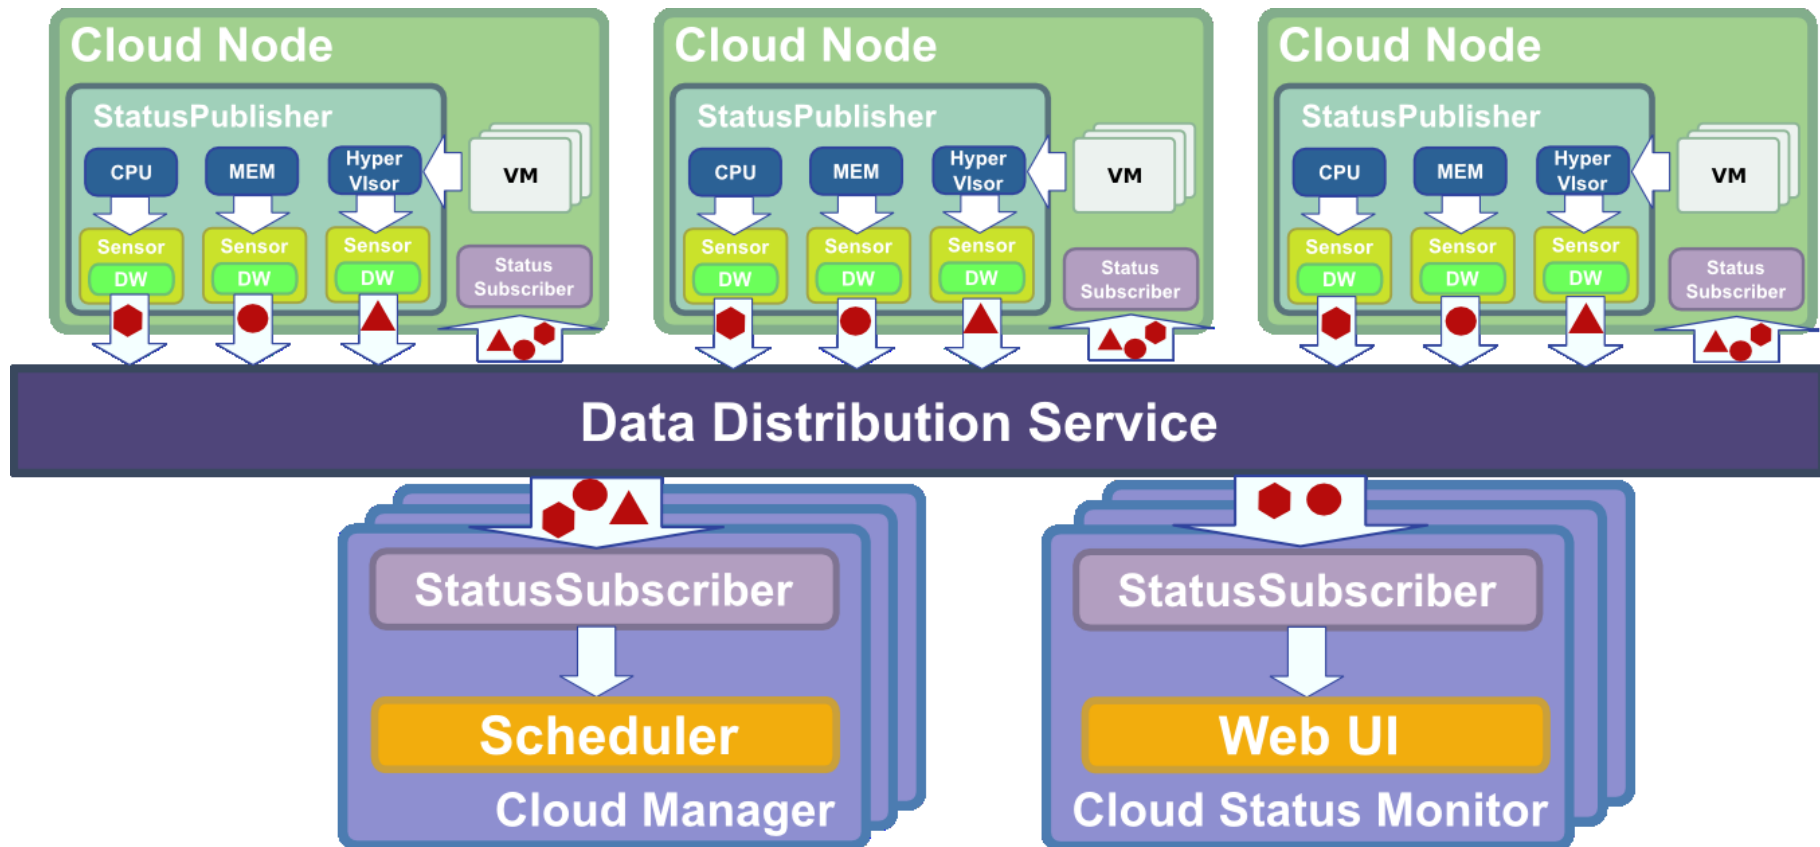 Cloud Node
StatusPublisher
CPU
MEM
Hyper
VIsor
VM
Sensor
DW
Sensor
DW
Sensor
DW
Status
Subscriber
Cloud Node
StatusPublisher
CPU
MEM
Hyper
VIsor
VM
Sensor
DW
Sensor
DW
Sensor
DW
Status
Subscriber
Cloud Node
StatusPublisher
CPU
MEM
Hyper
VIsor
VM
Sensor
DW
Sensor
DW
Sensor
DW
Status
Subscriber
Data Distribution Service
StatusSubscriber
Scheduler
Cloud Manager
StatusSubscriber
Web UI
Cloud Status Monitor